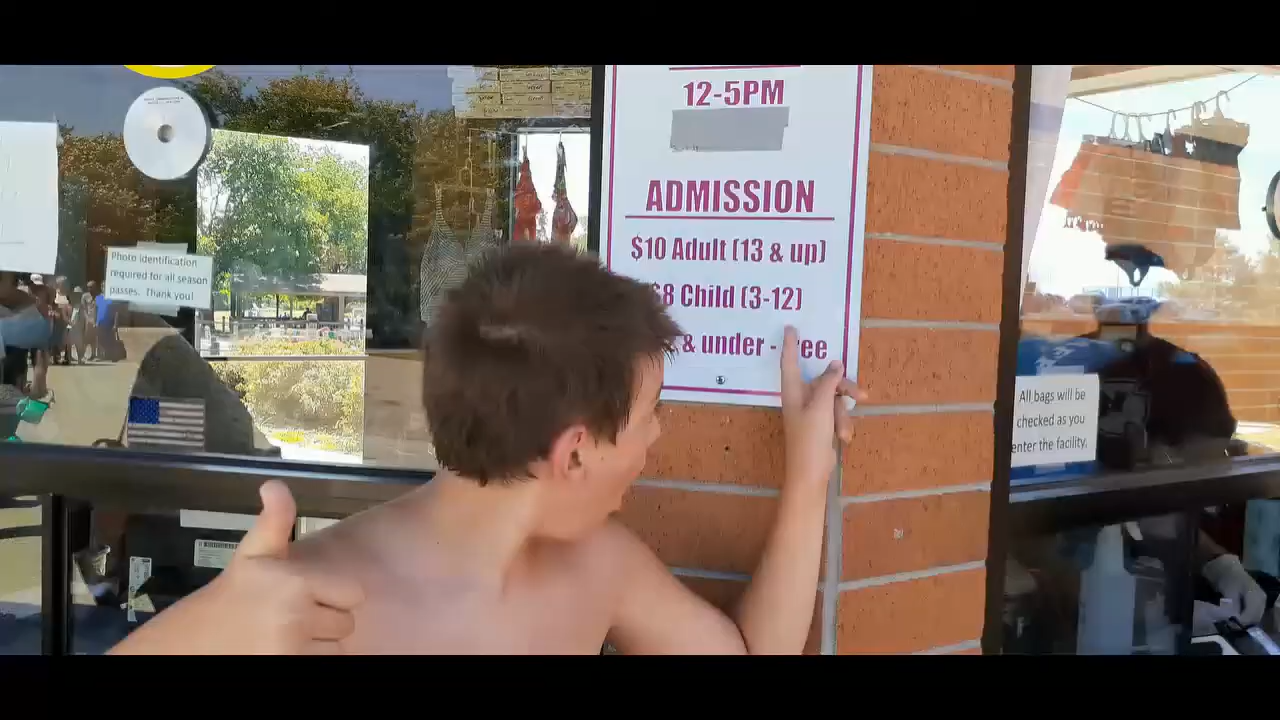 12-5PM
ADMISSION
$10 Adult (13 & up)
$8 Child (3-12)
& under -
Photo identification
required for all season
passes. Thank you!
All bags will be
checked as you
enter the facility.